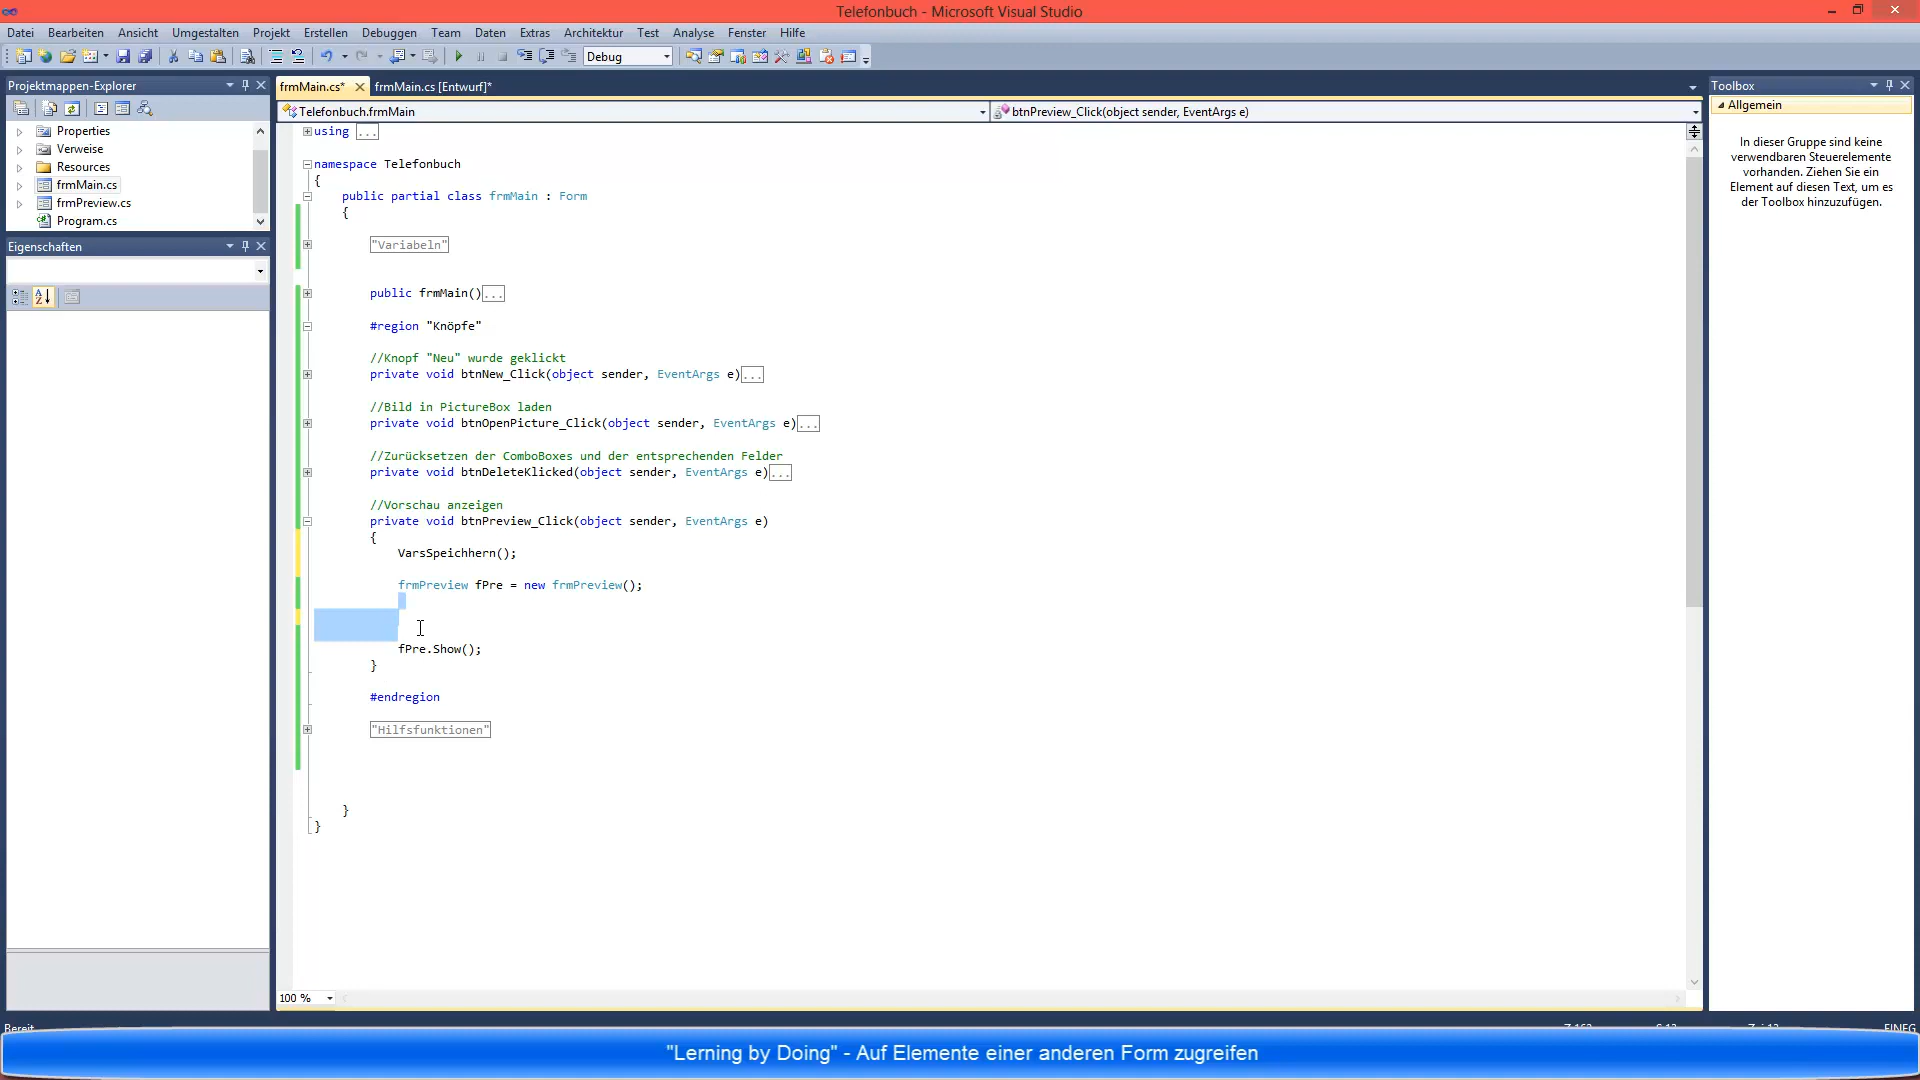 Telefonbuch - Microsoft Visual Studio
Datei Bearbeiten Ansicht Umgestalten Projekt Erstellen Debuggen Team Daten Extras Architektur Test Analyse Fenster Hilfe
Debug
Projektmappen-Explorer
Properties
Verweise
Resources
frmMain.cs
frmPreview.cs
Program.cs
Eigenschaften
frmMain.cs* frmMain.cs [Entwurf]*
Telefonbuch.frmMain btnPreview_Click(object sender, EventArgs e)
using ...
namespace Telefonbuch
{
public partial class frmMain : Form
{
"Variabeln"
public frmMain()...
#region "Knöpfe"
//Knopf "Neu" wurde geklickt
private void btnNew_Click(object sender, EventArgs e)...
//Bild in PictureBox laden
private void btnOpenPicture_Click(object sender, EventArgs e)...
//Zurücksetzen der ComboBoxes und der entsprechenden Felder
private void btnDeleteKlicked(object sender, EventArgs e)...
//Vorschau anzeigen
private void btnPreview_Click(object sender, EventArgs e)
{
VarsSpeichhern();
frmPreview fPre = new frmPreview();
fPre.Show();
}
#endregion
"Hilfsfunktionen"
}
}
100 %
Toolbox
Allgemein
In dieser Gruppe sind keine
verwendbaren Steuerelemente
vorhanden. Ziehen Sie ein
Element auf diesen Text, um es
der Toolbox hinzuzufügen.
"Lerning by Doing" - Auf Elemente einer anderen Form zugreifen